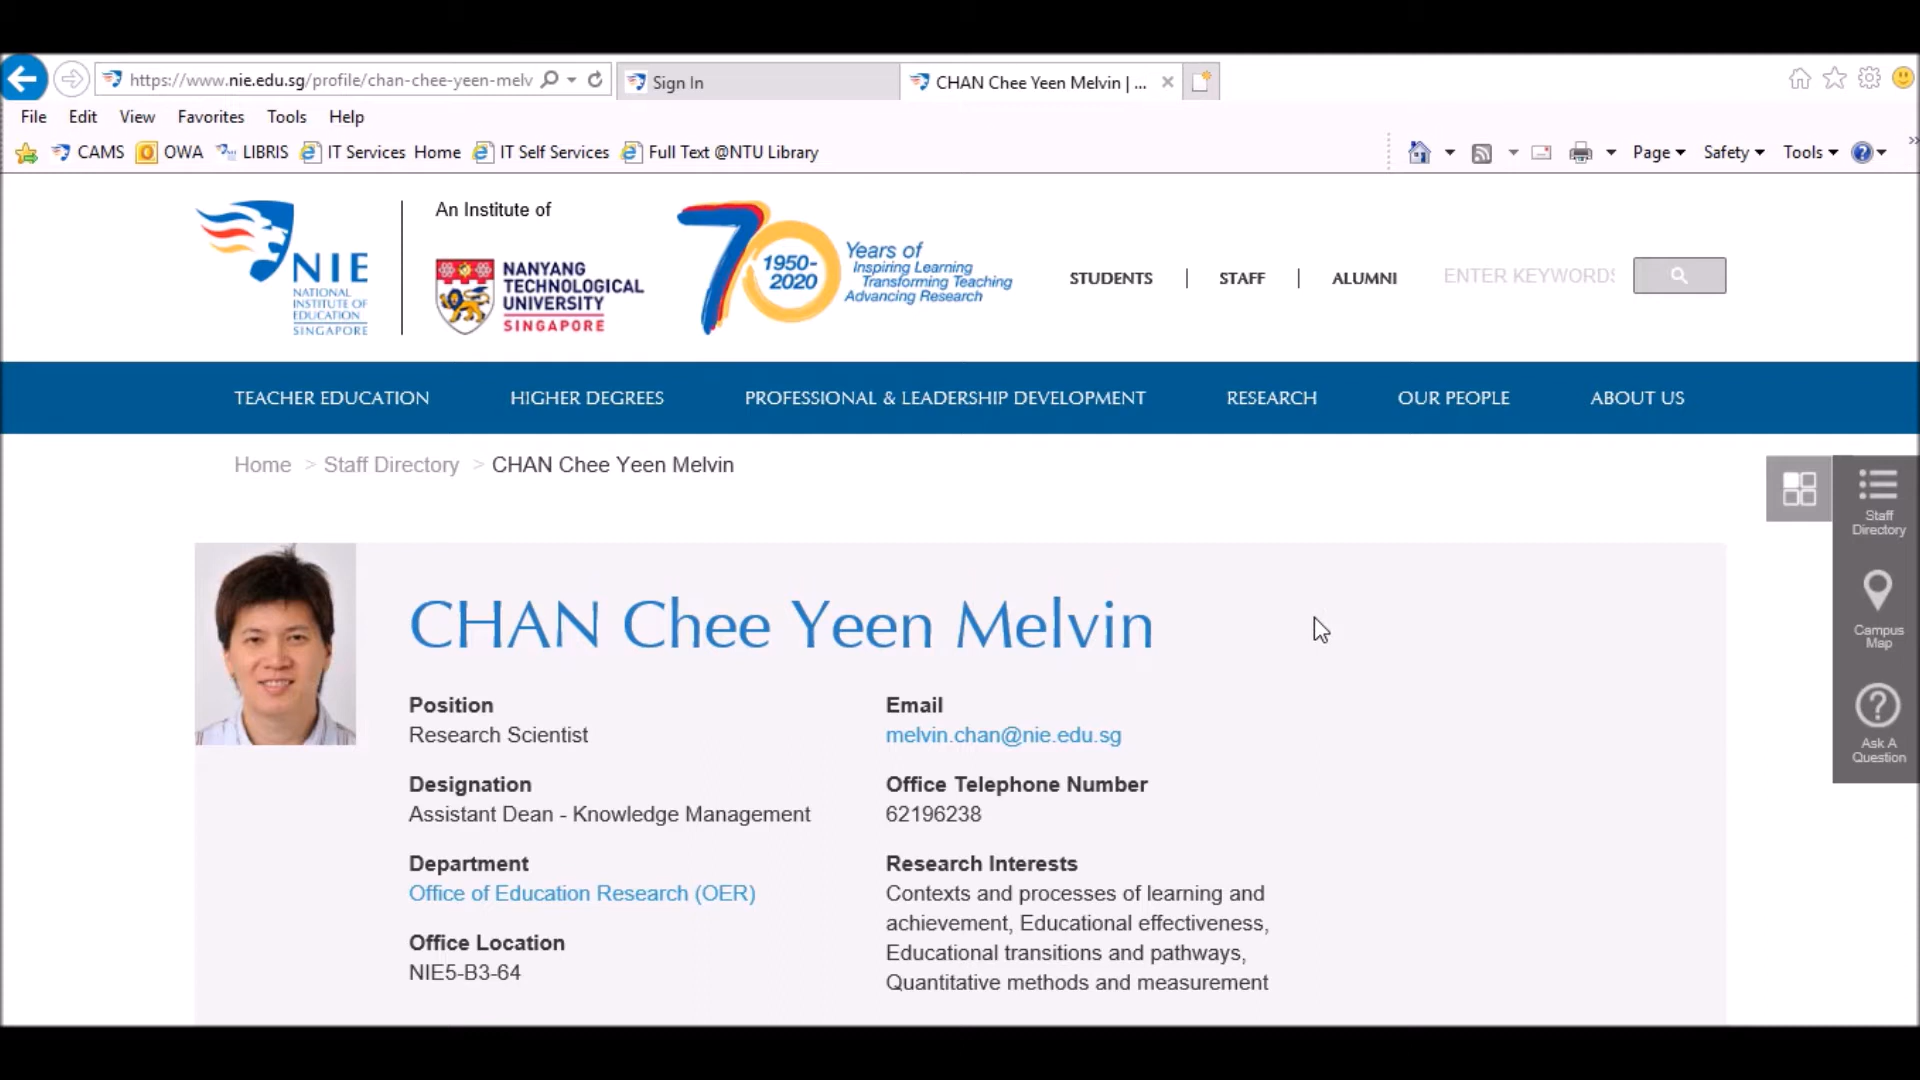 https://www.nie.edu.sg/profile/chan-chee-yeen-melv
Sign In
CHAN Chee Yeen Melvin | ...
File Edit View Favorites Tools Help
CAMS OWA LIBRIS IT Services Home IT Self Services Full Text @NTU Library
Page Safety Tools
NIE
NATIONAL
INSTITUTE OF
EDUCATION
SINGAPORE
An Institute of
NANYANG
TECHNOLOGICAL
UNIVERSITY
SINGAPORE
70
1950-
2020
Years of
Inspiring Learning
Transforming Teaching
Advancing Research
STUDENTS | STAFF | ALUMNI
ENTER KEYWORDS
TEACHER EDUCATION HIGHER DEGREES PROFESSIONAL & LEADERSHIP DEVELOPMENT RESEARCH OUR PEOPLE ABOUT US
Home > Staff Directory > CHAN Chee Yeen Melvin
Staff
Directory
Campus
Map
Ask A
Question
CHAN Chee Yeen Melvin
Position
Research Scientist
Designation
Assistant Dean - Knowledge Management
Department
Office of Education Research (OER)
Office Location
NIE5-B3-64
Email
melvin.chan@nie.edu.sg
Office Telephone Number
62196238
Research Interests
Contexts and processes of learning and
achievement, Educational effectiveness,
Educational transitions and pathways,
Quantitative methods and measurement